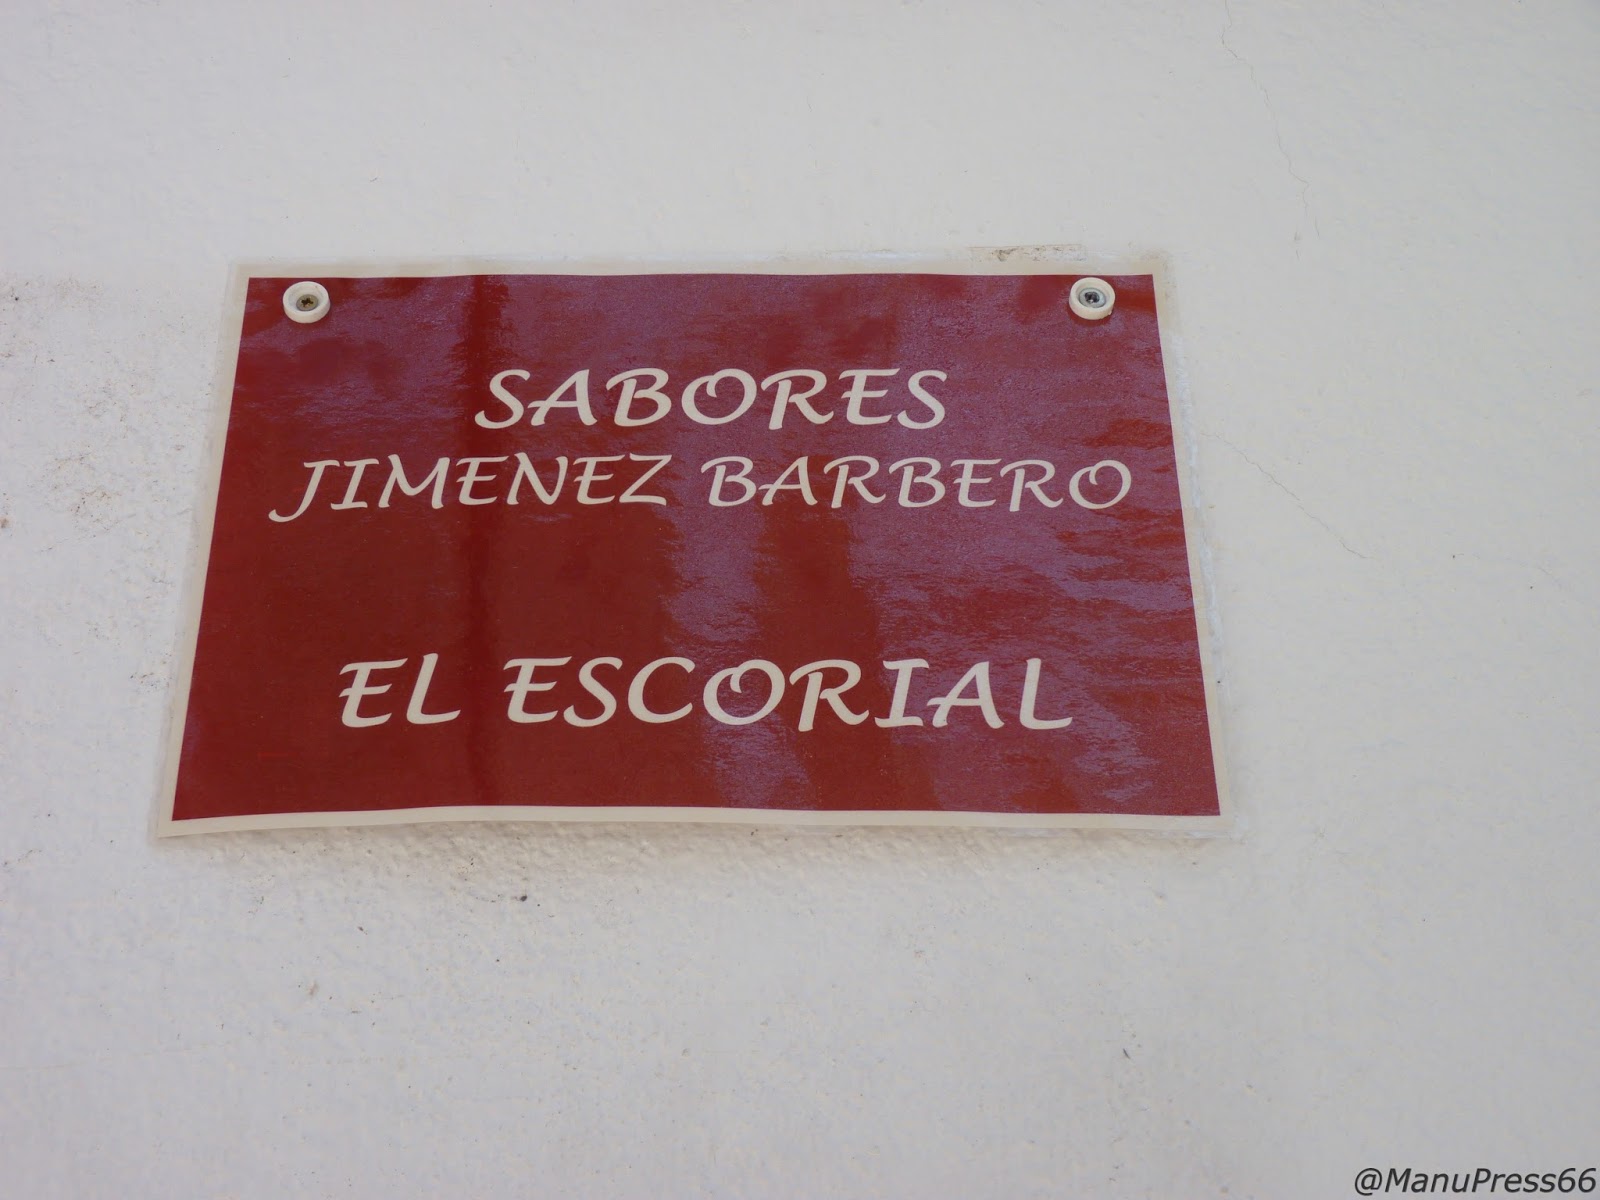 SABORES
JIMENEZ BARBERO
EL ESCORIAL
@ManuPress66